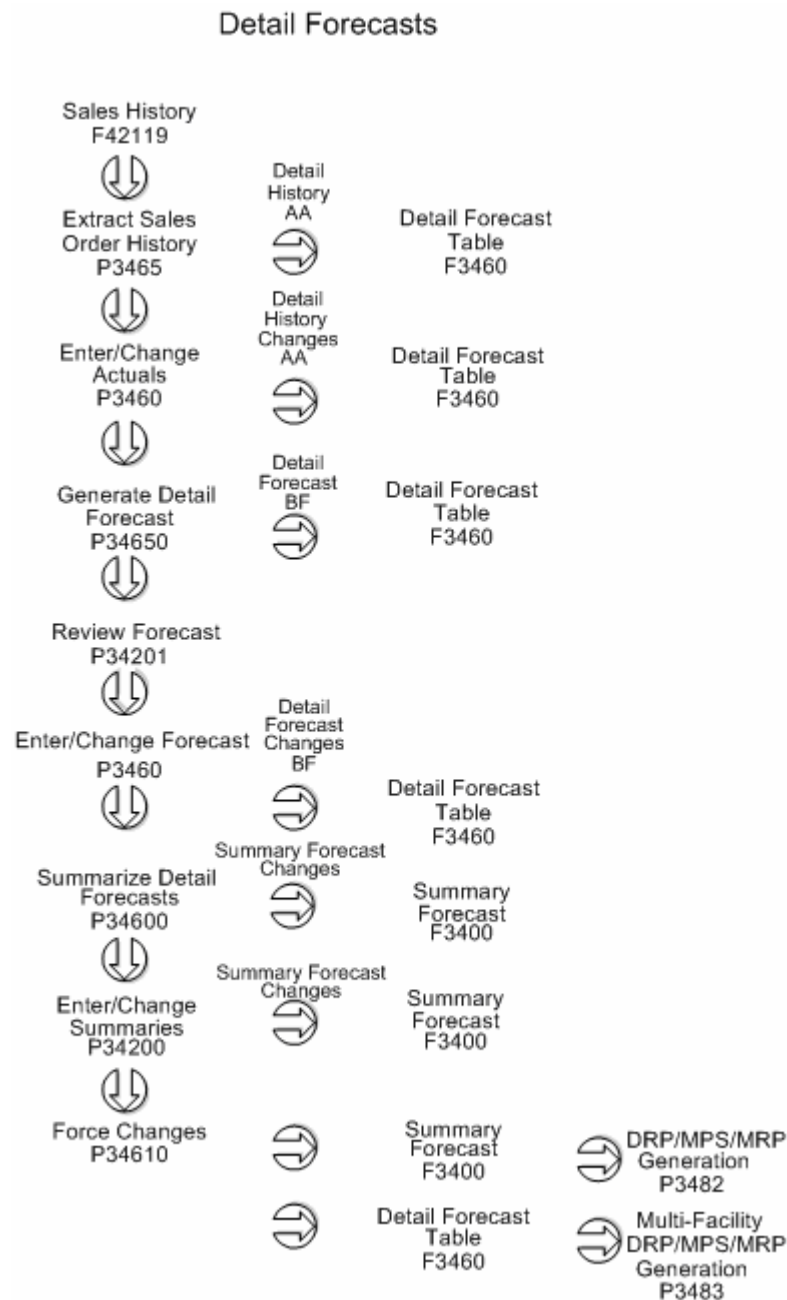 Detail Forecasts
Sales History
F42119
Detail
History
AA
Extract Sales
Order History
P3465
Detail Forecast
Table
F3460
Detail
History
Changes
AA
Enter/Change
Actuals
P3460
Detail Forecast
Table
F3460
Detail
Forecast
BF
Generate Detail
Forecast
P34650
Detail Forecast
Table
F3460
Review Forecast
P34201
Detail
Forecast
Changes
BF
Enter/Change Forecast
P3460
Detail Forecast
Table
F3460
Summary Forecast
Changes
Summarize Detail
Forecasts
P34600
Summary
Forecast
F3400
Summary Forecast
Changes
Enter/Change
Summaries
P34200
Summary
Forecast
F3400
Force Changes
P34610
Summary
Forecast
F3400
DRP/MPS/MRP
Generation
P3482
Detail Forecast
Table
F3460
Multi-Facility
DRP/MPS/MRP
Generation
P3483